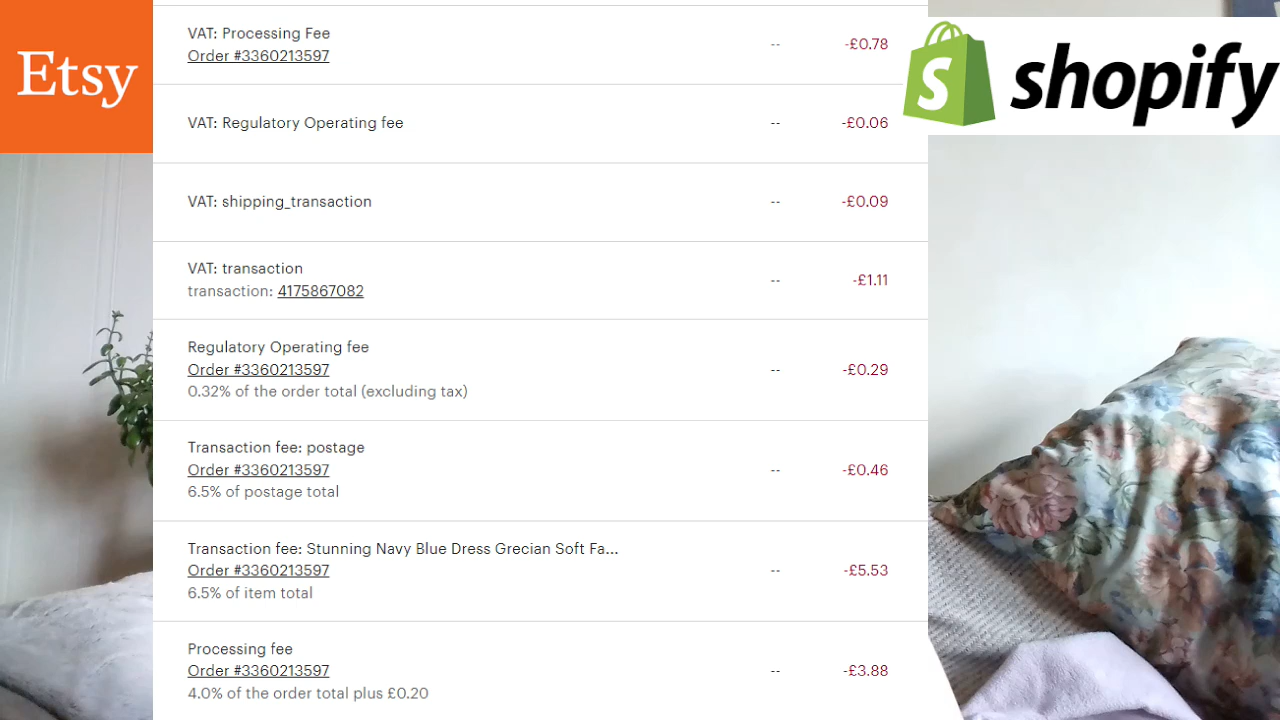 Etsy
shopify
VAT: Processing Fee
Order #3360213597
-- -£0.78
VAT: Regulatory Operating fee
-- -£0.06
VAT: shipping_transaction
-- -£0.09
VAT: transaction
transaction: 4175867082
-- -£1.11
Regulatory Operating fee
Order #3360213597
0.32% of the order total (excluding tax)
-- -£0.29
Transaction fee: postage
Order #3360213597
6.5% of postage total
-- -£0.46
Transaction fee: Stunning Navy Blue Dress Grecian Soft Fa...
Order #3360213597
6.5% of item total
-- -£5.53
Processing fee
Order #3360213597
4.0% of the order total plus £0.20
-- -£3.88